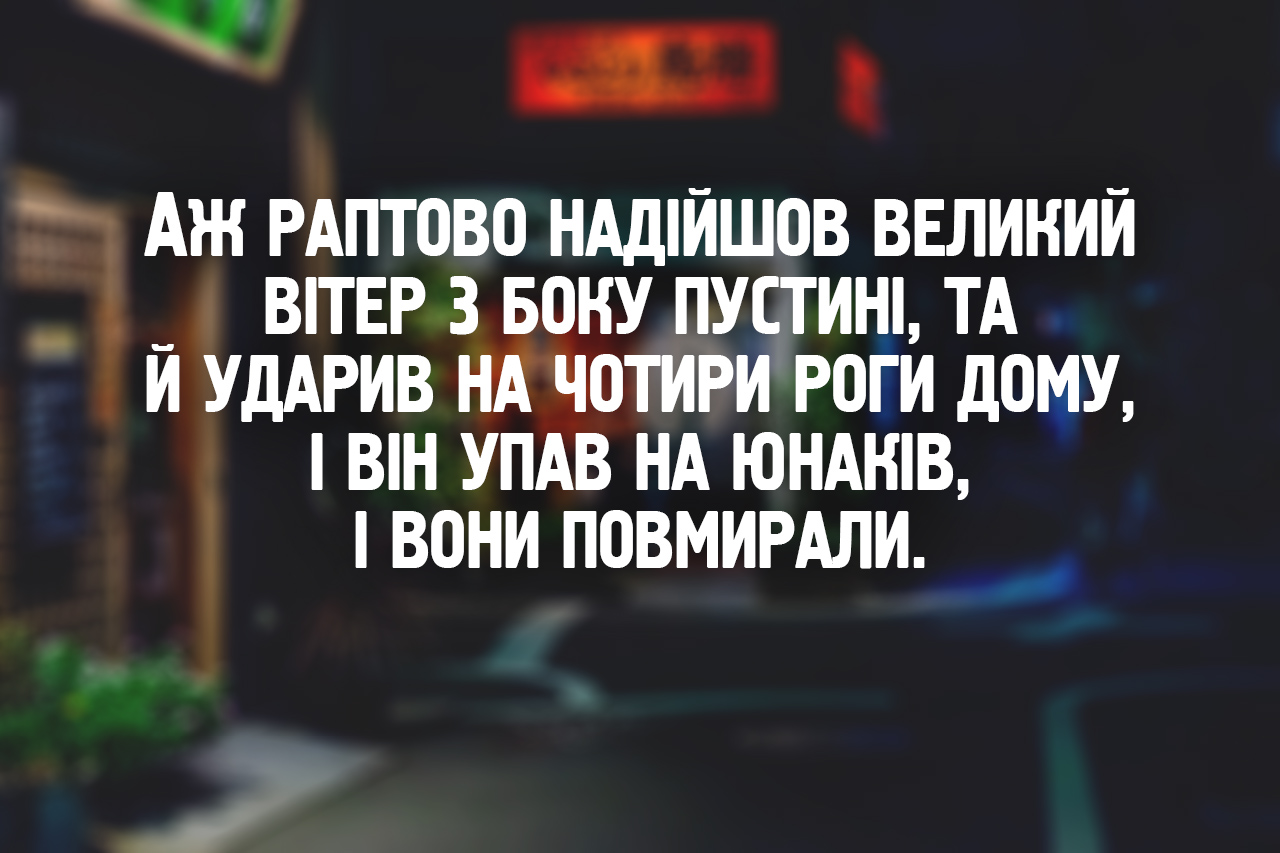 Аж раптово надійшов великий
вітер з боку пустині, та
й ударив на чотири роги дому,
і він упав на юнаків,
і вони повмирали.